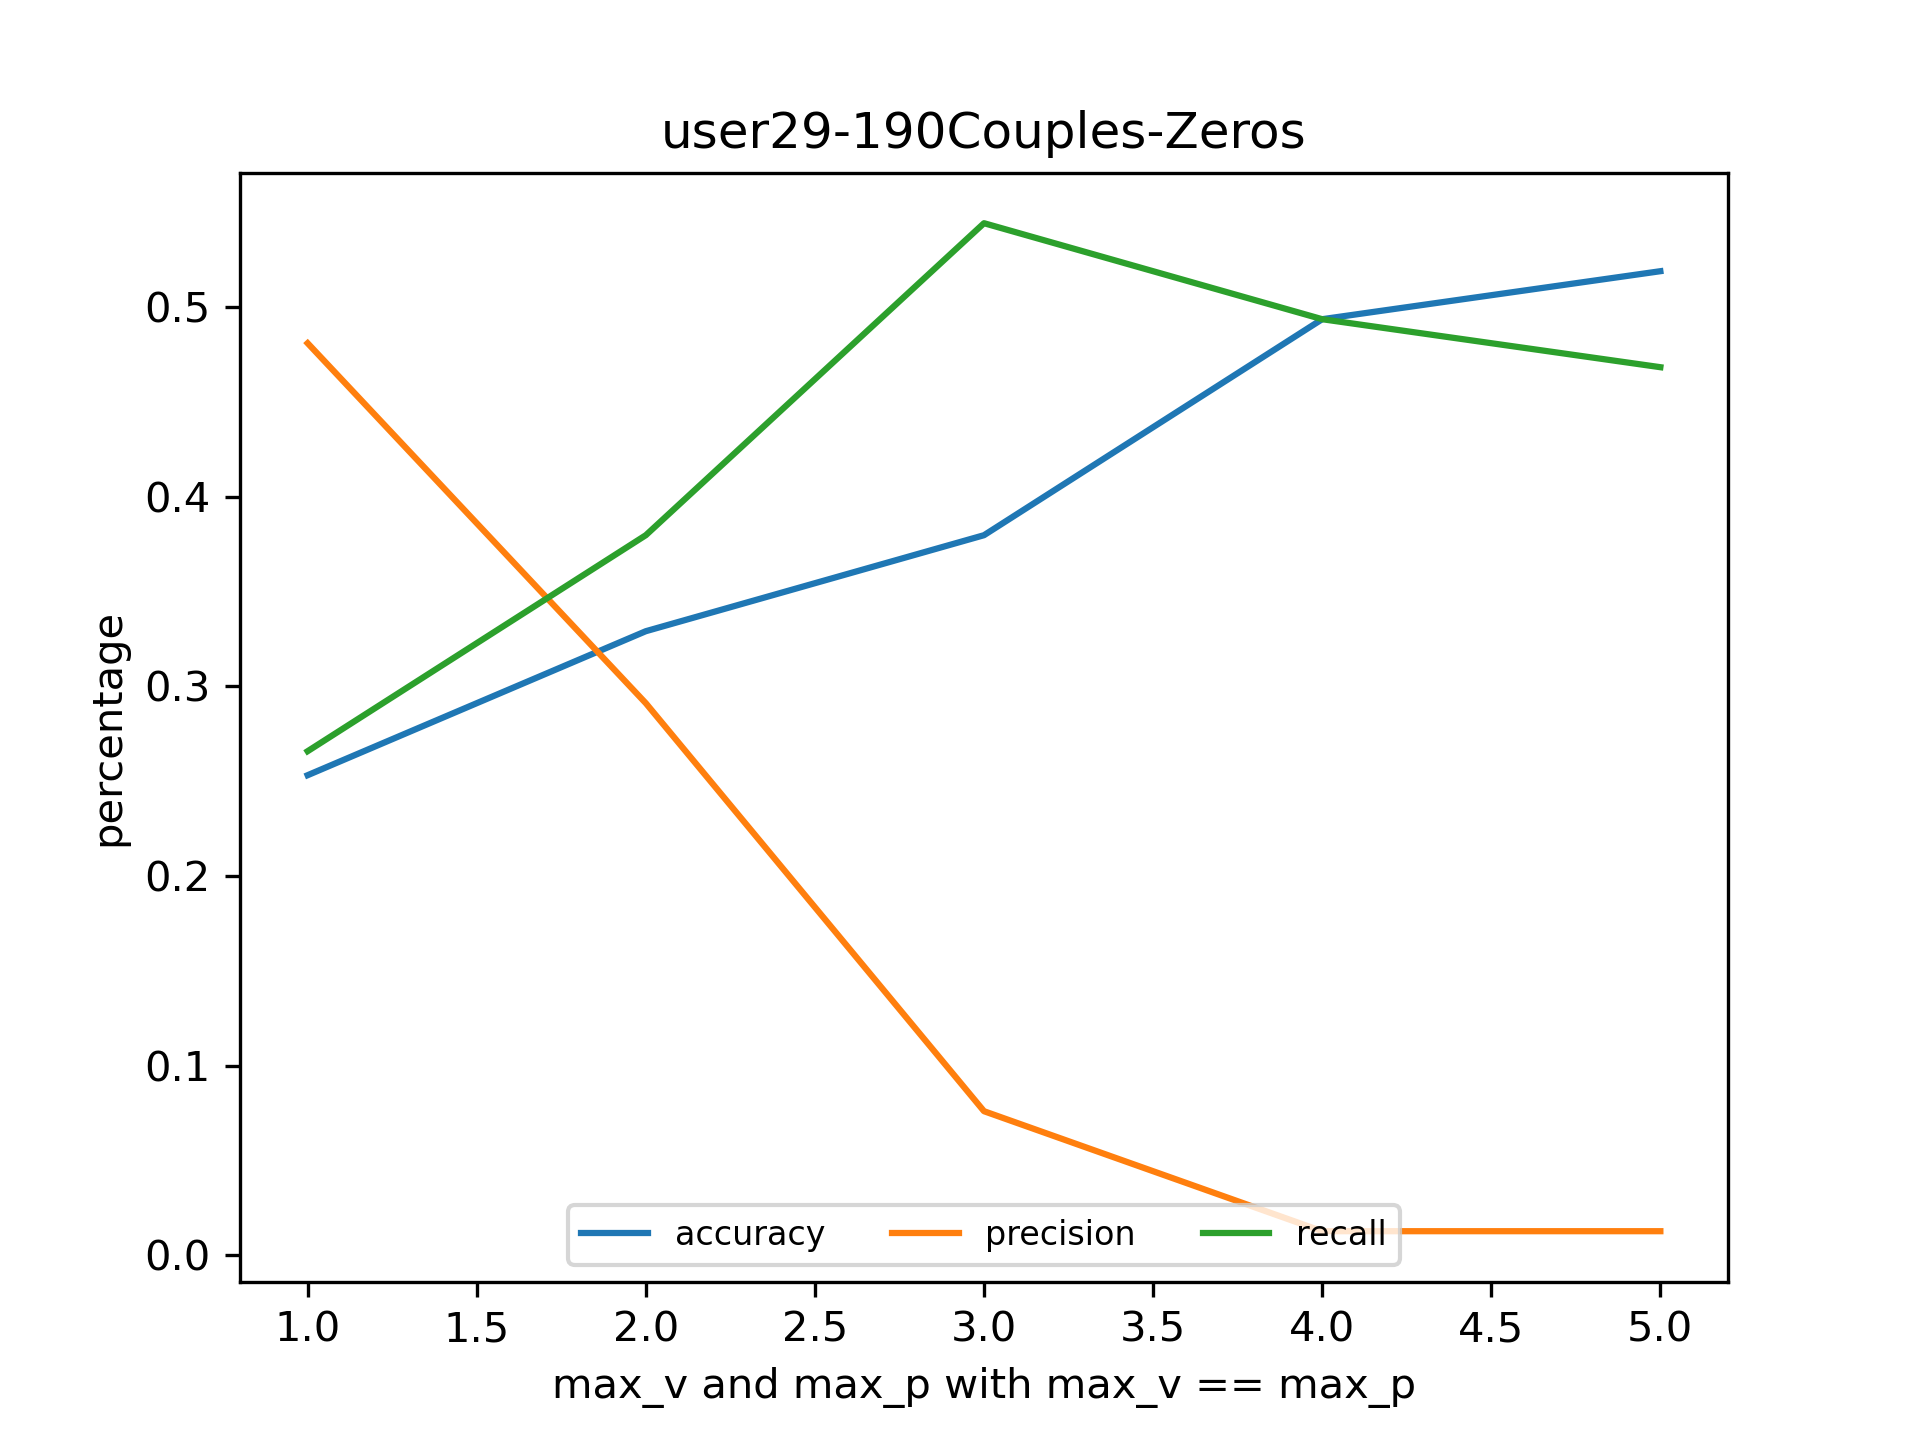 user29-190Couples-Zeros
percentage
0.5
0.4
0.3
0.2
0.1
0.0
accuracy precision recall
1.0 1.5 2.0 2.5 3.0 3.5 4.0 4.5 5.0
max_v and max_p with max_v == max_p